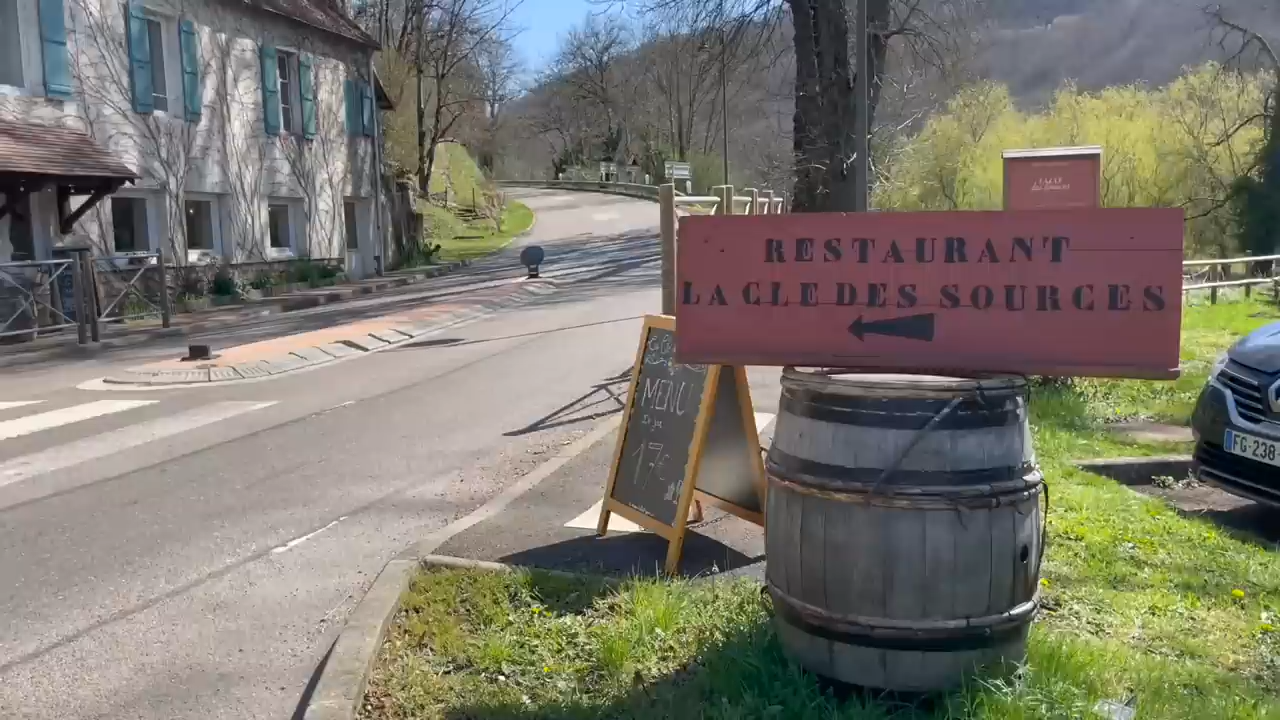 RESTAURANT
LA CLE DES SOURCES
MENU
17€
FG-238